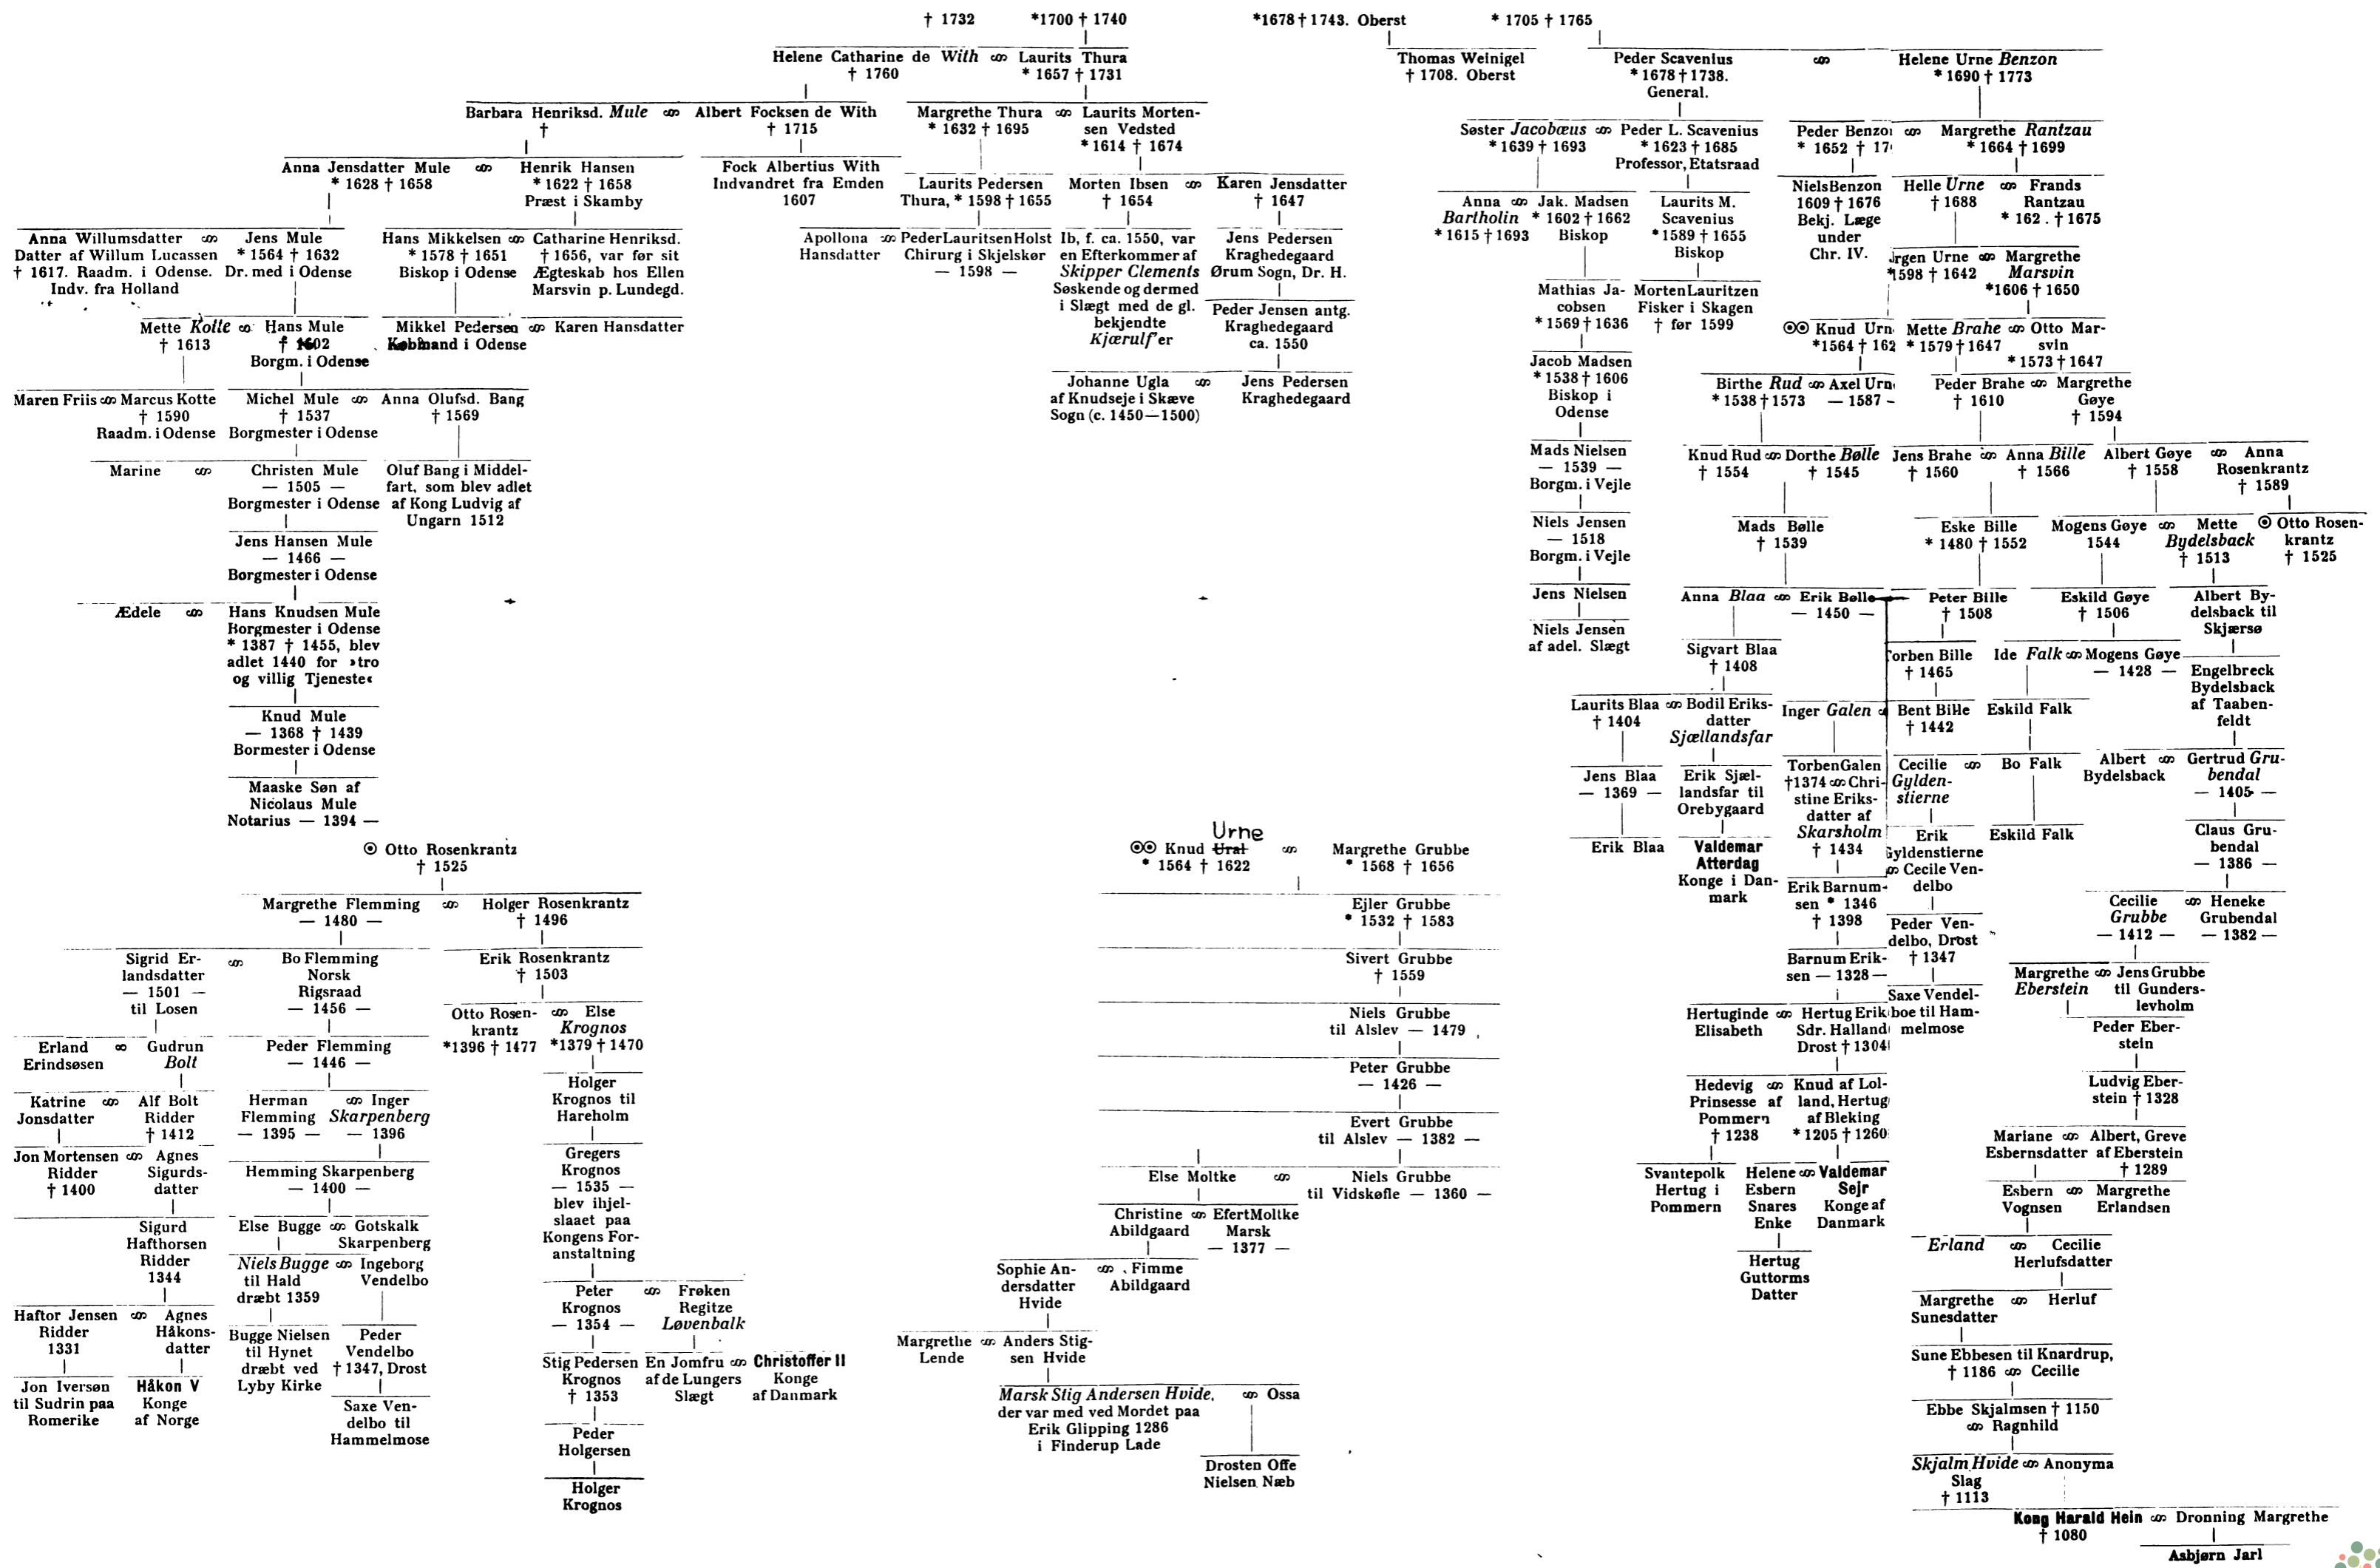 † 1732
*1700 † 1740
*1678 † 1743. Oberst
* 1705 † 1765
Helene Catharine de With ∞ Laurits Thura
† 1760
* 1657 † 1731
Thomas Weinigel
† 1708. Oberst
Peder Scavenius ∞ Helene Urne Benzon
* 1678 † 1738.
General.
* 1690 † 1773
Barbara Henriksd. Mule ∞ Albert Focksen de With
†
† 1715
Margrethe Thura ∞ Laurits Morten-
sen Vedsted
* 1632 † 1695
* 1614 † 1674
Søster Jacobæus ∞ Peder L. Scavenius
* 1639 † 1693
* 1623 † 1685
Professor, Etatsraad
Peder Benzon ∞ Margrethe Rantzau
* 1652 † 17
* 1664 † 1699
Anna Jensdatter Mule ∞ Henrik Hansen
* 1628 † 1658
* 1622 † 1658
Præst i Skamby
Fock Albertius With
Indvandret fra Emden
1607
Laurits Pedersen
Thura, * 1598 † 1655
Morten Ibsen ∞ Karen Jensdatter
† 1654
† 1647
Anna ∞ Jak. Madsen
Bartholin * 1602 † 1662
* 1615 † 1693 Biskop
Laurits M.
Scavenius
* 1589 † 1655
Biskop
Niels Benzon
1609 † 1676
Bekj. Læge
under
Chr. IV.
Helle Urne ∞ Frands
Rantzau
† 1688
* 162 . † 1675
Anna Willumsdatter ∞ Jens Mule
Datter af Willum Lucassen
† 1617. Raadm. i Odense.
Indv. fra Holland
* 1564 † 1632
Dr. med i Odense
Hans Mikkelsen ∞ Catharine Henriksd.
* 1578 † 1651
Biskop i Odense
† 1656, var før sit
Ægteskab hos Ellen
Marsvin p. Lundegd.
Apollona ∞ Peder Lauritsen Holst
Hansdatter
Chirurg i Skjelskør
— 1598 —
Ib, f. ca. 1550, var
en Efterkommer af
Skipper Clements
Søskende og dermed
i Slægt med de gl.
bekjendte
Kjærulf'er
Jens Pedersen
Kraghedegaard
Ørum Sogn, Dr. H.
Peder Jensen antg.
Kraghedegaard
ca. 1550
Johanne Ugla ∞ Jens Pedersen
af Knudseje i Skæve
Kraghedegaard
Sogn (c. 1450—1500)
Mathias Ja-
cobsen
* 1569 † 1636
Morten Lauritzen
Fisker i Skagen
† før 1599
rgen Urne ∞ Margrethe
Marsvin
*1598 † 1642
*1606 † 1650
Mette Kotte ∞ Hans Mule
† 1613
† 1602
Borgm. i Odense
Mikkel Pedersen ∞ Karen Hansdatter
Købmand i Odense
Jacob Madsen
* 1538 † 1606
Biskop i
Odense
⊙⊙ Knud Urn
*1564 † 162
Mette Brahe ∞ Otto Mar-
svin
* 1579 † 1647
* 1573 † 1647
Maren Friis ∞ Marcus Kotte
† 1590
Raadm. i Odense
Michel Mule ∞ Anna Olufsd. Bang
† 1537
Borgmester i Odense
† 1569
Birthe Rud ∞ Axel Urn
* 1538 † 1573 — 1587 —
Peder Brahe ∞ Margrethe
Gøye
† 1610
† 1594
Marine ∞ Christen Mule
— 1505 —
Borgmester i Odense
Oluf Bang i Middel-
fart, som blev adlet
af Kong Ludvig af
Ungarn 1512
Mads Nielsen
— 1539 —
Borgm. i Vejle
Knud Rud ∞ Dorthe Bølle
† 1554 † 1545
Jens Brahe ∞ Anna Bille
† 1560 † 1566
Albert Gøye ∞ Anna
Rosenkrantz
† 1558
† 1589
Jens Hansen Mule
— 1466 —
Borgmester i Odense
Niels Jensen
— 1518
Borgm. i Vejle
Mads Bølle
† 1539
Eske Bille
* 1480 † 1552
Mogens Gøye ∞ Mette
Bydelsback
1544
† 1513
⊙ Otto Rosen-
krantz
† 1525
Ædele ∞ Hans Knudsen Mule
Borgmester i Odense
* 1387 † 1455, blev
adlet 1440 for »tro
og villig Tjeneste«
Jens Nielsen
Niels Jensen
af adel. Slægt
Anna Blaa ∞ Erik Bølle
— 1450 —
Peter Bille
† 1508
Eskild Gøye
† 1506
Albert By-
delsback til
Skjærsø
Sigvart Blaa
† 1408
orben Bille
† 1465
Ide Falk ∞ Mogens Gøye
— 1428 —
Engelbreck
Bydelsback
af Taaben-
feldt
Knud Mule
— 1368 † 1439
Bormester i Odense
Laurits Blaa ∞ Bodil Eriks-
datter
Sjællandsfar
† 1404
Inger Galen
Bent Bille
† 1442
Eskild Falk
Maaske Søn af
Nicolaus Mule
Notarius — 1394 —
Jens Blaa
— 1369 —
Erik Sjæl-
landsfar til
Orebygaard
Torben Galen
†1374 ∞ Chri-
stine Eriks-
datter af
Skarsholm
† 1434
Cecilie ∞ Bo Falk
Gylden-
stierne
Albert ∞ Gertrud Gru-
bendal
Bydelsback
— 1405 —
Erik Blaa
Valdemar
Atterdag
Konge i Dan-
mark
Erik
yldenstierne
∞ Cecile Ven-
delbo
Eskild Falk
Claus Gru-
bendal
— 1386 —
Erik Barnum-
sen * 1346
† 1398
Peder Ven-
delbo, Drost
† 1347
Cecilie ∞ Heneke
Grubbe Grubendal
— 1412 — — 1382 —
Barnum Erik-
sen — 1328 —
Saxe Vendel-
boe til Ham-
melmose
Margrethe ∞ Jens Grubbe
Eberstein til Gunders-
levholm
Hertuginde ∞ Hertug Erik
Elisabeth Sdr. Halland
Drost † 1304
Peder Eber-
stein
Hedevig ∞ Knud af Lol-
Prinsesse af land, Hertug
Pommern af Bleking
† 1238 * 1205 † 1260
Ludvig Eber-
stein † 1328
Mariane ∞ Albert, Greve
Esbernsdatter af Eberstein
† 1289
Svantepolk
Hertug i
Pommern
Helene ∞ Valdemar
Esbern Sejr
Snares Konge af
Enke Danmark
Esbern ∞ Margrethe
Vognsen Erlandsen
Hertug
Guttorms
Datter
Erland ∞ Cecilie
Herlufsdatter
Margrethe ∞ Herluf
Sunesdatter
Sune Ebbesen til Knardrup,
† 1186 ∞ Cecilie
Ebbe Skjalmsen † 1150
∞ Ragnhild
Skjalm Hvide ∞ Anonyma
Slag
† 1113
Kong Harald Hein ∞ Dronning Margrethe
† 1080
Asbjørn Jarl
⊙ Otto Rosenkrantz
† 1525
Margrethe Flemming ∞ Holger Rosenkrantz
— 1480 — † 1496
Sigrid Er-
landsdatter
— 1501 —
til Losen
∞ Bo Flemming
Norsk
Rigsraad
— 1456 —
Erik Rosenkrantz
† 1503
Otto Rosen-
krantz
*1396 † 1477
∞ Else
Krognos
*1379 † 1470
Erland ∞ Gudrun
Erindsøsen Bolt
Peder Flemming
— 1446 —
Holger
Krognos til
Hareholm
Katrine ∞ Alf Bolt
Jonsdatter Ridder
† 1412
Herman ∞ Inger
Flemming Skarpenberg
— 1395 — — 1396
Jon Mortensen ∞ Agnes
Ridder Sigurds-
† 1400 datter
Hemming Skarpenberg
— 1400 —
Gregers
Krognos
— 1535 —
blev ihjel-
slaaet paa
Kongens For-
anstaltning
Sigurd
Hafthorsen
Ridder
1344
Else Bugge ∞ Gotskalk
Skarpenberg
Niels Bugge ∞ Ingeborg
til Hald Vendelbo
dræbt 1359
Haftor Jensen ∞ Agnes
Ridder Håkons-
1331 datter
Bugge Nielsen
til Hynet
dræbt ved
Lyby Kirke
Peder
Vendelbo
† 1347, Drost
Peter ∞ Frøken
Krognos Regitze
— 1354 — Løvenbalk
Jon Iversøn
til Sudrin paa
Romerike
Håkon V
Konge
af Norge
Saxe Ven-
delbo til
Hammelmose
Stig Pedersen
Krognos
† 1353
En Jomfru ∞ Christoffer II
af de Lungers Konge
Slægt af Danmark
Peder
Holgersen
Holger
Krognos
Urne
⊙⊙ Knud Ural ∞ Margrethe Grubbe
* 1564 † 1622 * 1568 † 1656
Ejler Grubbe
* 1532 † 1583
Sivert Grubbe
† 1559
Niels Grubbe
til Alslev — 1479
Peter Grubbe
— 1426 —
Evert Grubbe
til Alslev — 1382 —
Else Moltke ∞ Niels Grubbe
til Vidskøfle — 1360 —
Christine ∞ Efert Moltke
Abildgaard Marsk
— 1377 —
Sophie An- ∞ Fimme
dersdatter Abildgaard
Hvide
Margrethe ∞ Anders Stig-
Lende sen Hvide
Marsk Stig Andersen Hvide, ∞ Ossa
der var med ved Mordet paa
Erik Glipping 1286
i Finderup Lade
Drosten Offe
Nielsen Næb